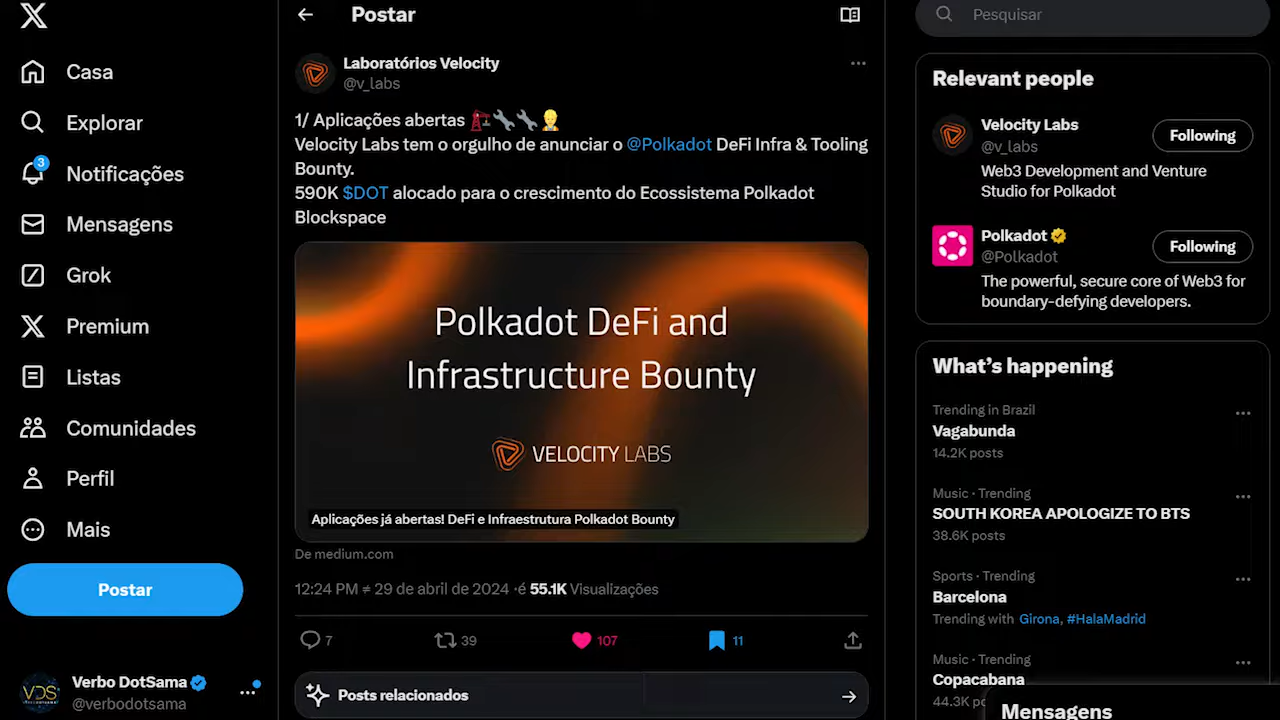 Casa
Explorar
3
Notificações
Mensagens
Grok
Premium
Listas
Comunidades
Perfil
Mais
Postar
VDS
Verbo DotSama
@verbodotsama
Postar
Laboratórios Velocity
@v_labs
1/ Aplicações abertas
Velocity Labs tem o orgulho de anunciar o @Polkadot DeFi Infra & Tooling
Bounty.
590K $DOT alocado para o crescimento do Ecossistema Polkadot
Blockspace
Polkadot DeFi and
Infrastructure Bounty
VELOCITY LABS
Aplicações já abertas! DeFi e Infraestrutura Polkadot Bounty
De medium.com
12:24 PM ≠ 29 de abril de 2024 ·é 55.1K Visualizações
7 39 107 11
Posts relacionados
Pesquisar
Relevant people
Velocity Labs
@v_labs
Following
Web3 Development and Venture
Studio for Polkadot
Polkadot
@Polkadot
Following
The powerful, secure core of Web3 for
boundary-defying developers.
What's happening
Trending in Brazil
Vagabunda
14.2K posts
Music · Trending
SOUTH KOREA APOLOGIZE TO BTS
38.6K posts
Sports · Trending
Barcelona
Trending with Girona, #HalaMadrid
Music · Trending
Copacabana
44.3K po
Mensagens